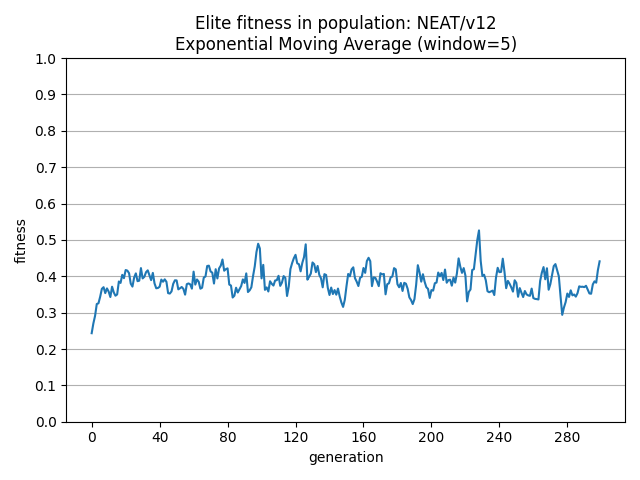 Elite fitness in population: NEAT/v12
Exponential Moving Average (window=5)
1.0
0.9
0.8
0.7
0.6
0.5
0.4
0.3
0.2
0.1
0.0
fitness
0 40 80 120 160 200 240 280
generation